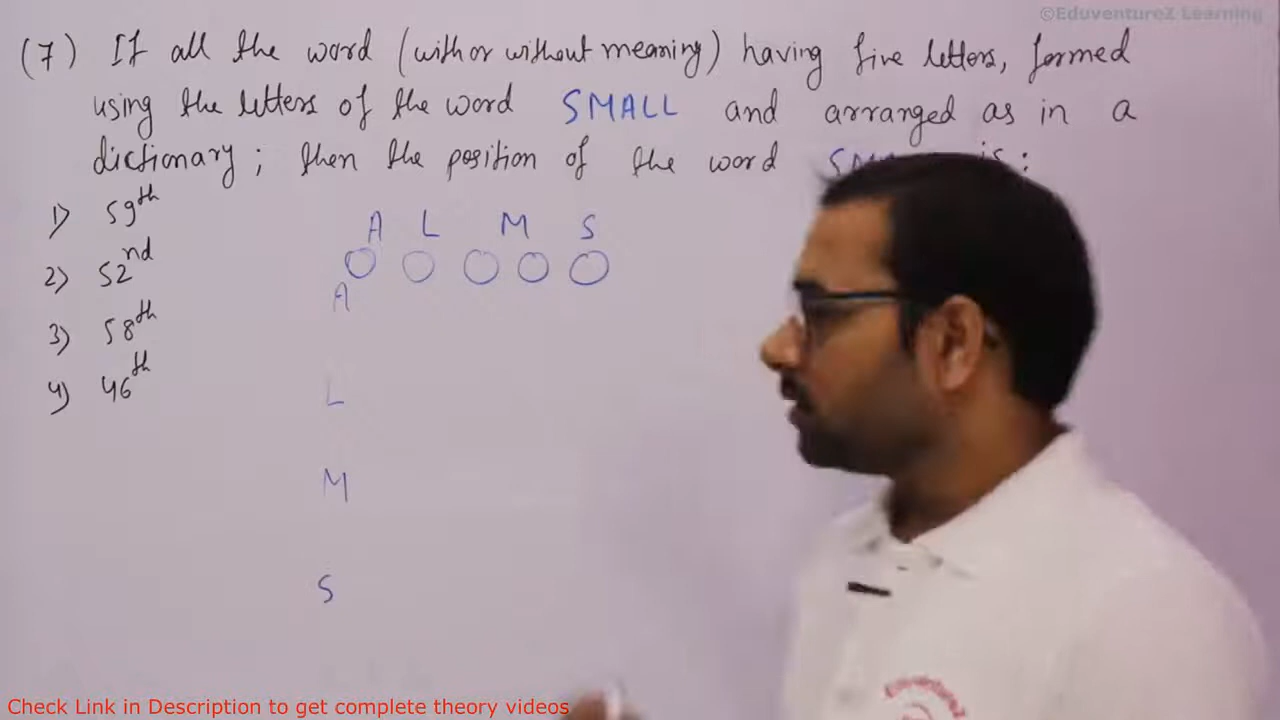 ©EduventureZ Learning
(7) If all the word (with or without meaning) having five letters, formed
using the letters of the word SMALL and arranged as in a
dictionary; then the position of the word is:
1) 59th
2) 52nd
3) 58th
4) 46th
A L M S
A
L
M
S
EduventureZ
Check Link in Description to get complete theory videos